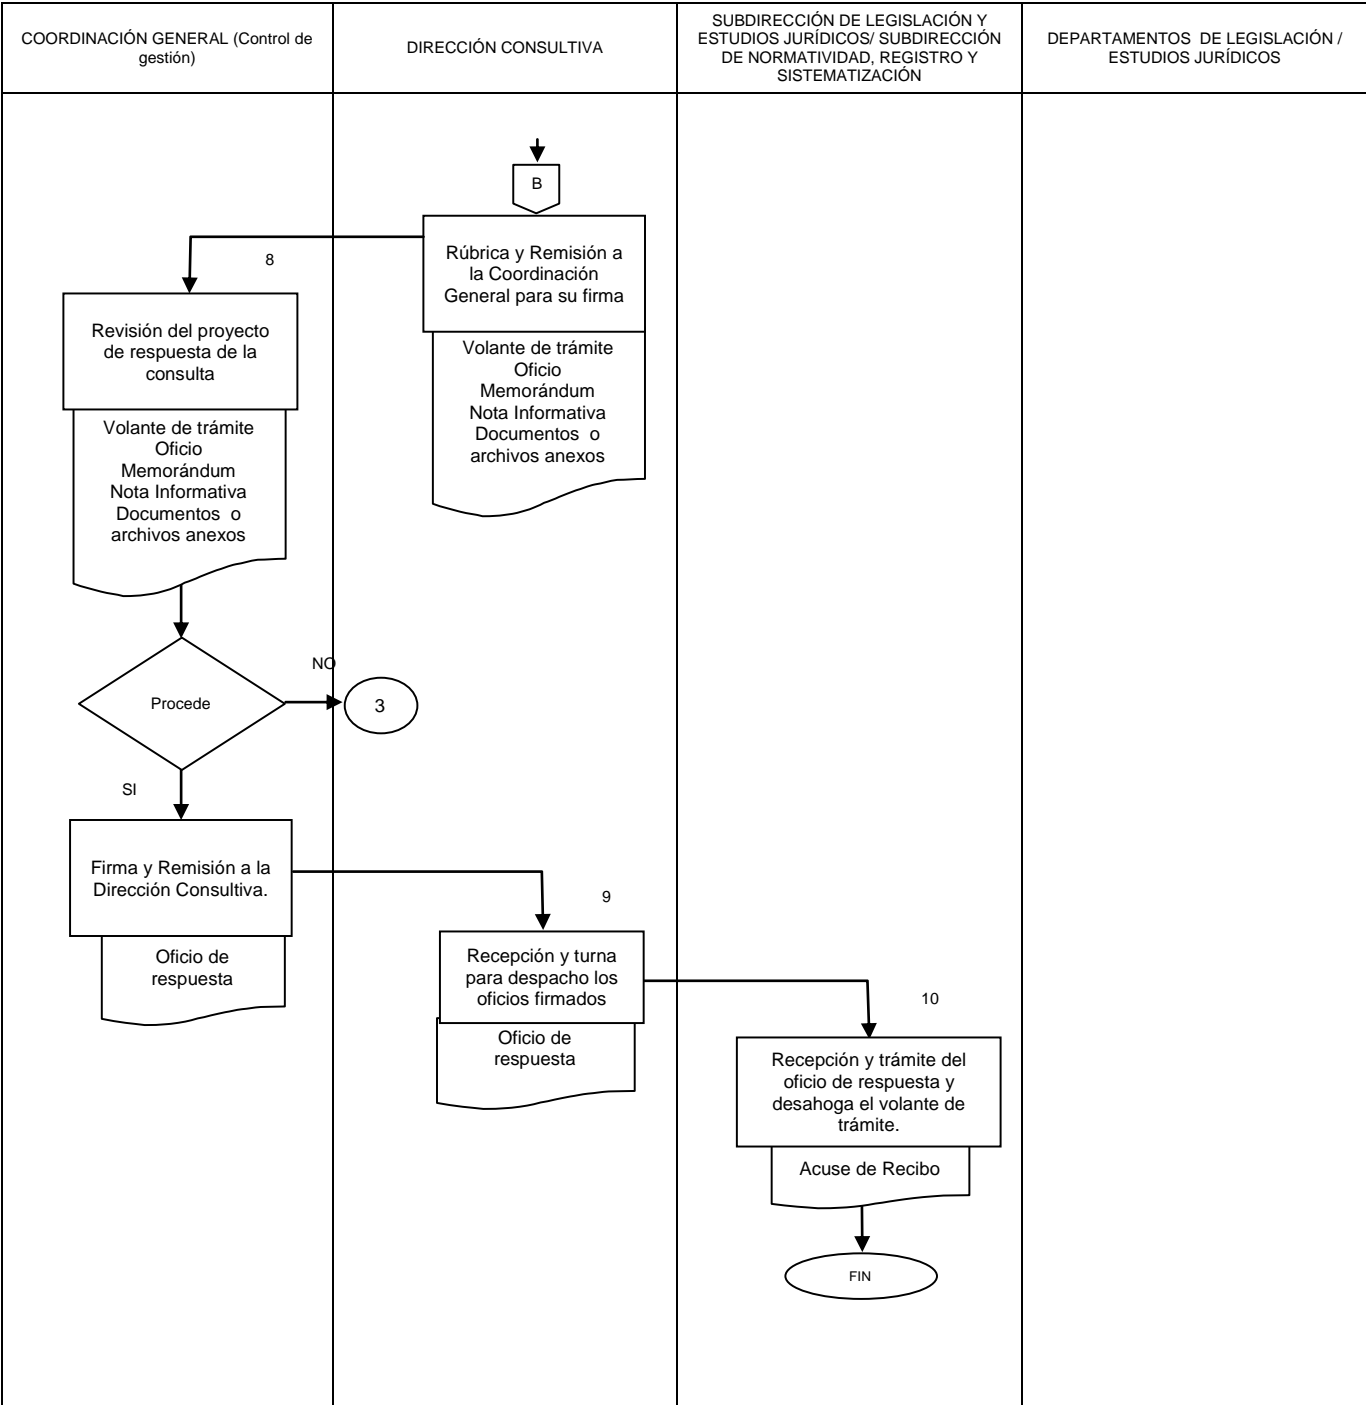 COORDINACIÓN GENERAL (Control de
gestión)
DIRECCIÓN CONSULTIVA
SUBDIRECCIÓN DE LEGISLACIÓN Y
ESTUDIOS JURÍDICOS/ SUBDIRECCIÓN
DE NORMATIVIDAD, REGISTRO Y
SISTEMATIZACIÓN
DEPARTAMENTOS DE LEGISLACIÓN /
ESTUDIOS JURÍDICOS
B
Rúbrica y Remisión a
la Coordinación
General para su firma
Volante de trámite
Oficio
Memorándum
Nota Informativa
Documentos o
archivos anexos
8
Revisión del proyecto
de respuesta de la
consulta
Volante de trámite
Oficio
Memorándum
Nota Informativa
Documentos o
archivos anexos
Procede
NO
3
SI
Firma y Remisión a la
Dirección Consultiva.
Oficio de
respuesta
9
Recepción y turna
para despacho los
oficios firmados
Oficio de
respuesta
10
Recepción y trámite del
oficio de respuesta y
desahoga el volante de
trámite.
Acuse de Recibo
FIN